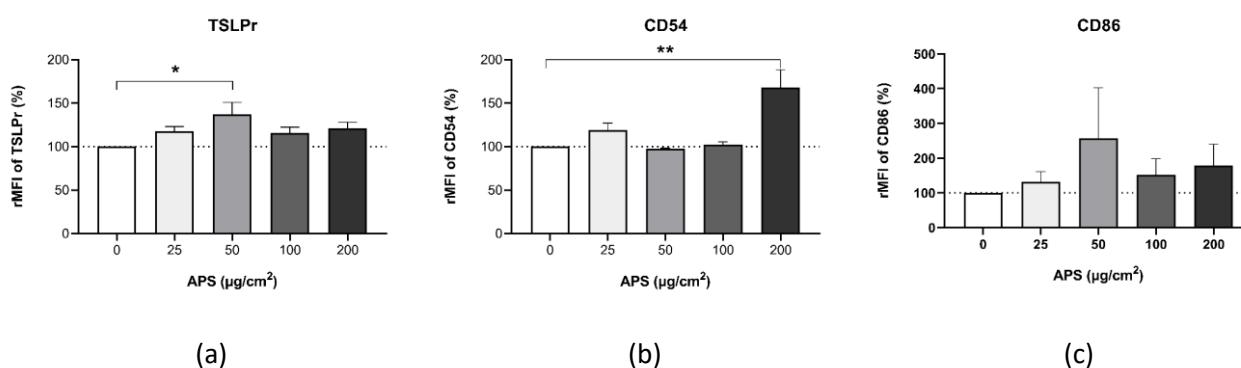 TSLPr
rMFI of TSLPr (%)
200
150
100
50
0
*
0 25 50 100 200
APS (µg/cm²)
(a)
CD54
rMFI of CD54 (%)
200
150
100
50
0
**
0 25 50 100 200
APS (µg/cm²)
(b)
CD86
rMFI of CD86 (%)
500
400
300
200
100
0
0 25 50 100 200
APS (µg/cm²)
(c)